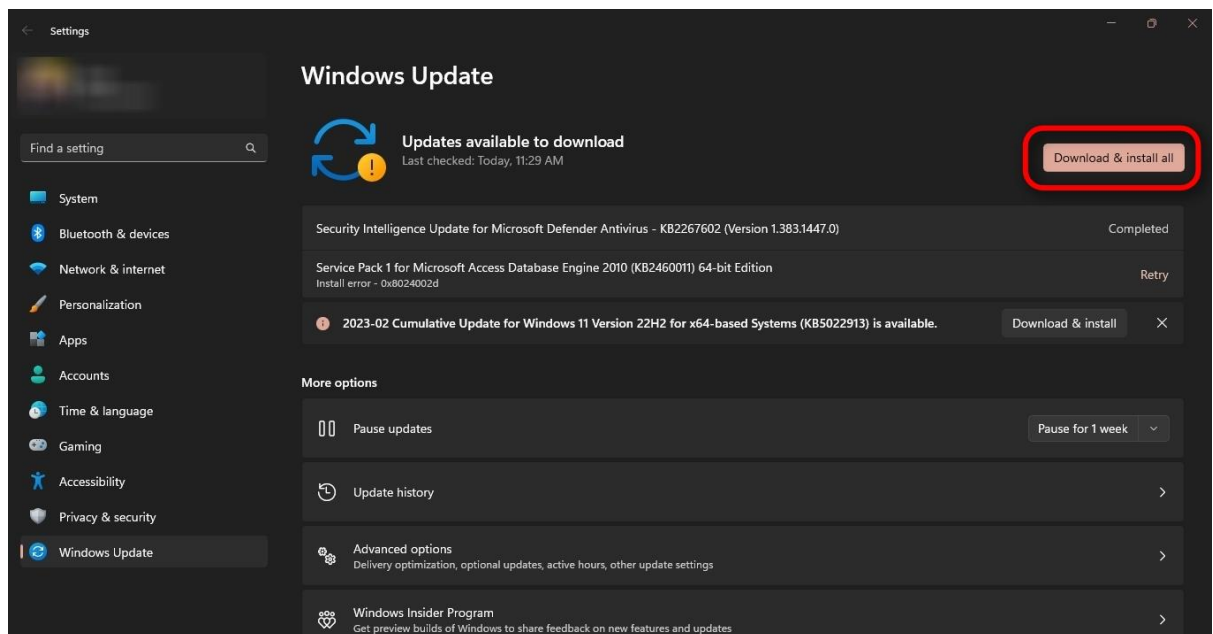 Settings
Windows Update
Updates available to download
Last checked: Today, 11:29 AM
Download & install all
Find a setting
System
Bluetooth & devices
Network & internet
Personalization
Apps
Accounts
Time & language
Gaming
Accessibility
Privacy & security
Windows Update
Security Intelligence Update for Microsoft Defender Antivirus - KB2267602 (Version 1.383.1447.0)
Completed
Service Pack 1 for Microsoft Access Database Engine 2010 (KB2460011) 64-bit Edition
Install error - 0x8024002d
Retry
2023-02 Cumulative Update for Windows 11 Version 22H2 for x64-based Systems (KB5022913) is available.
Download & install
More options
Pause updates
Pause for 1 week
Update history
Advanced options
Delivery optimization, optional updates, active hours, other update settings
Windows Insider Program
Get preview builds of Windows to share feedback on new features and updates